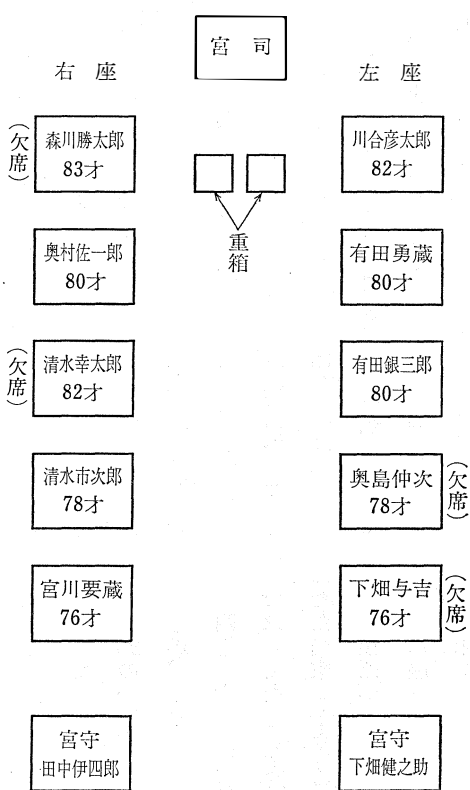 宮司
右座
左座
(欠席)
森川勝太郎
83才
川合彦太郎
82才
重箱
奥村佐一郎
80才
有田勇蔵
80才
(欠席)
清水幸太郎
82才
有田銀三郎
80才
清水市次郎
78才
奥島仲次
78才
(欠席)
宮川要蔵
76才
下畑与吉
76才
(欠席)
宮守
田中伊四郎
宮守
下畑健之助